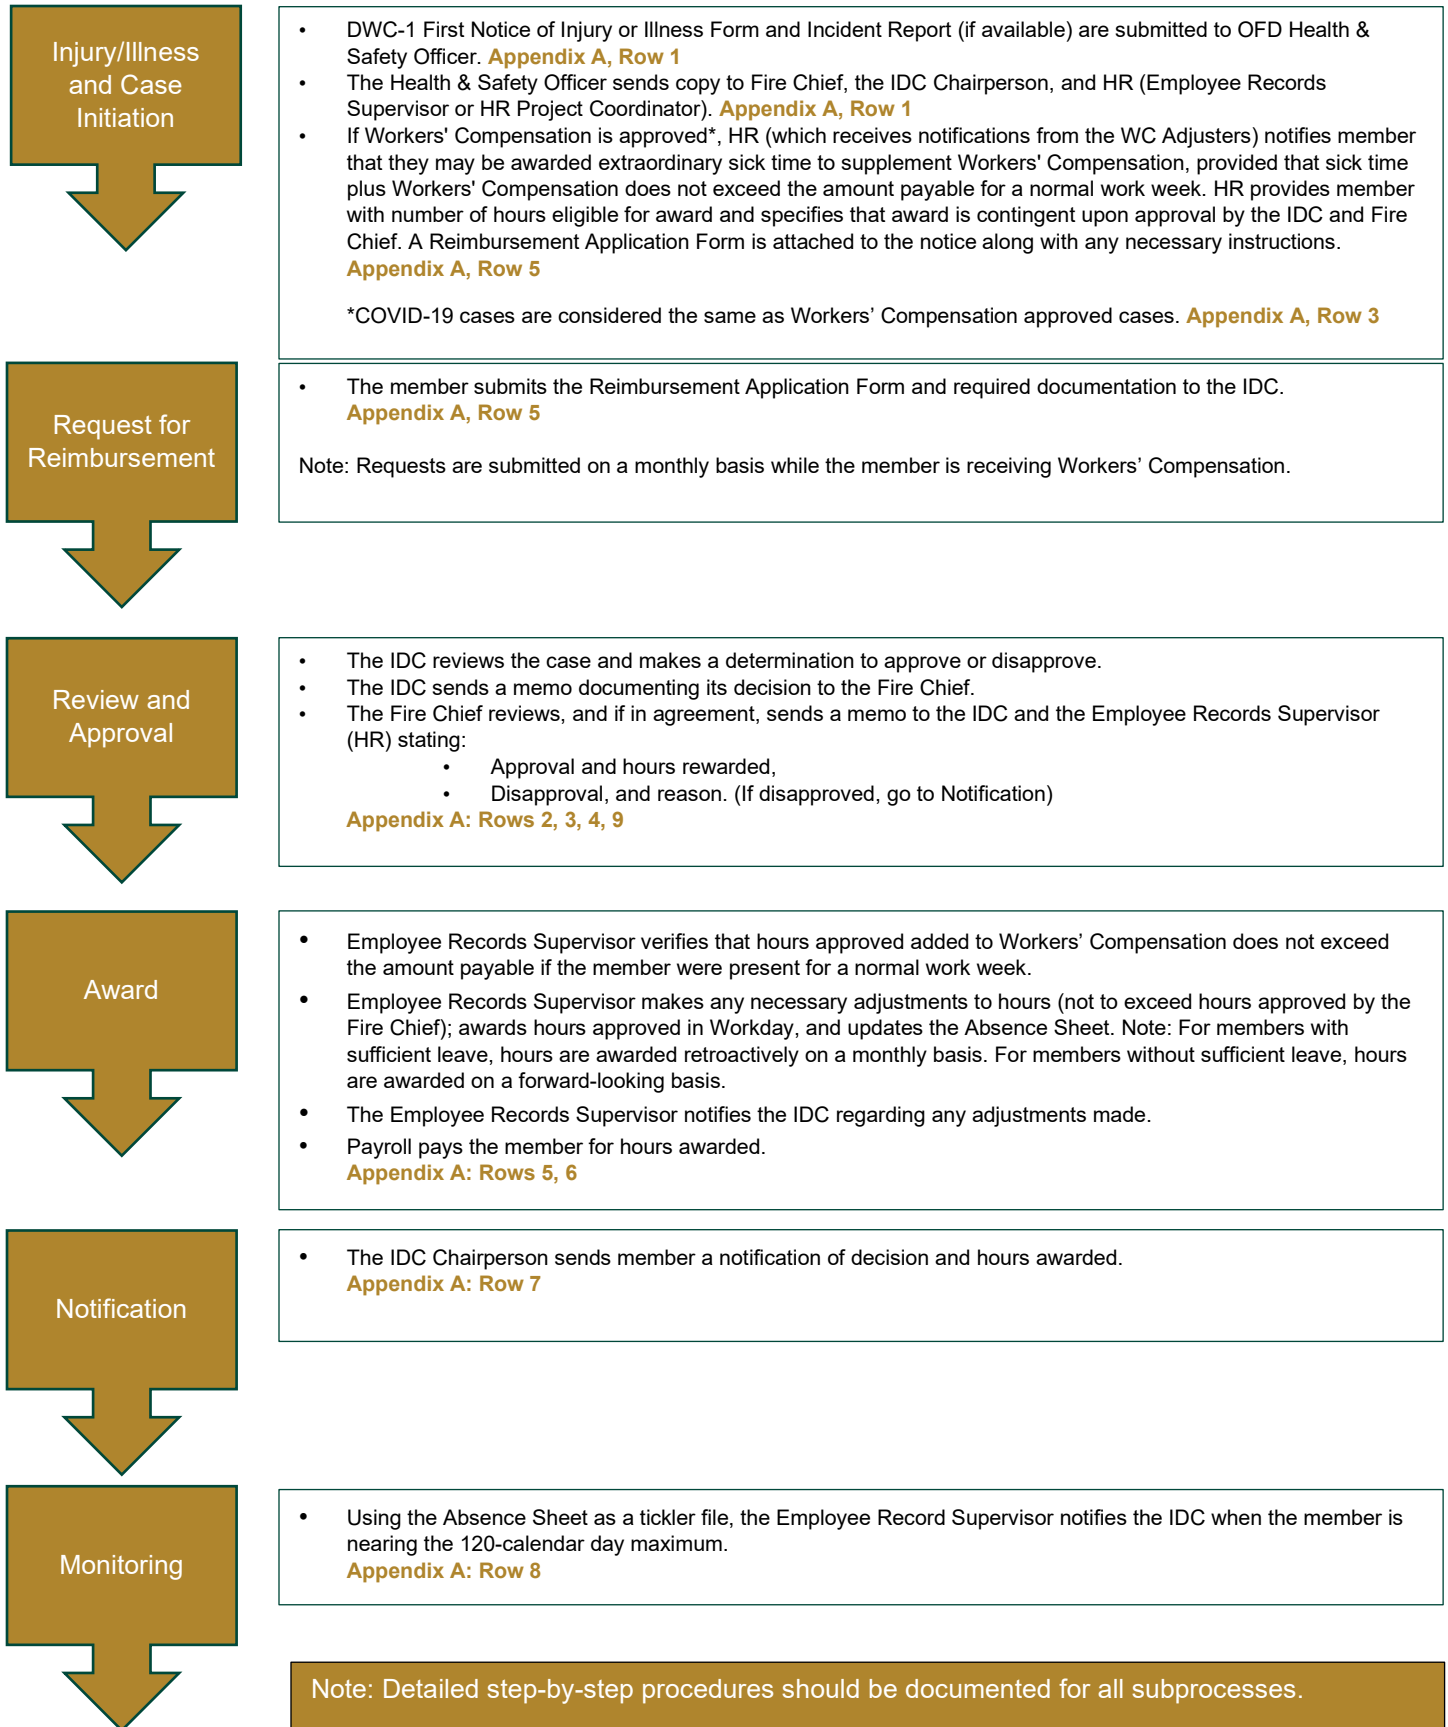 Injury/Illness
and Case
Initiation
• DWC-1 First Notice of Injury or Illness Form and Incident Report (if available) are submitted to OFD Health &
Safety Officer. Appendix A, Row 1
• The Health & Safety Officer sends copy to Fire Chief, the IDC Chairperson, and HR (Employee Records
Supervisor or HR Project Coordinator). Appendix A, Row 1
• If Workers' Compensation is approved*, HR (which receives notifications from the WC Adjusters) notifies member
that they may be awarded extraordinary sick time to supplement Workers' Compensation, provided that sick time
plus Workers' Compensation does not exceed the amount payable for a normal work week. HR provides member
with number of hours eligible for award and specifies that award is contingent upon approval by the IDC and Fire
Chief. A Reimbursement Application Form is attached to the notice along with any necessary instructions.
Appendix A, Row 5
*COVID-19 cases are considered the same as Workers’ Compensation approved cases. Appendix A, Row 3
Request for
Reimbursement
• The member submits the Reimbursement Application Form and required documentation to the IDC.
Appendix A, Row 5
Note: Requests are submitted on a monthly basis while the member is receiving Workers’ Compensation.
Review and
Approval
• The IDC reviews the case and makes a determination to approve or disapprove.
• The IDC sends a memo documenting its decision to the Fire Chief.
• The Fire Chief reviews, and if in agreement, sends a memo to the IDC and the Employee Records Supervisor
(HR) stating:
• Approval and hours rewarded,
• Disapproval, and reason. (If disapproved, go to Notification)
Appendix A: Rows 2, 3, 4, 9
Award
• Employee Records Supervisor verifies that hours approved added to Workers’ Compensation does not exceed
the amount payable if the member were present for a normal work week.
• Employee Records Supervisor makes any necessary adjustments to hours (not to exceed hours approved by the
Fire Chief); awards hours approved in Workday, and updates the Absence Sheet. Note: For members with
sufficient leave, hours are awarded retroactively on a monthly basis. For members without sufficient leave, hours
are awarded on a forward-looking basis.
• The Employee Records Supervisor notifies the IDC regarding any adjustments made.
• Payroll pays the member for hours awarded.
Appendix A: Rows 5, 6
Notification
• The IDC Chairperson sends member a notification of decision and hours awarded.
Appendix A: Row 7
Monitoring
• Using the Absence Sheet as a tickler file, the Employee Record Supervisor notifies the IDC when the member is
nearing the 120-calendar day maximum.
Appendix A: Row 8
Note: Detailed step-by-step procedures should be documented for all subprocesses.